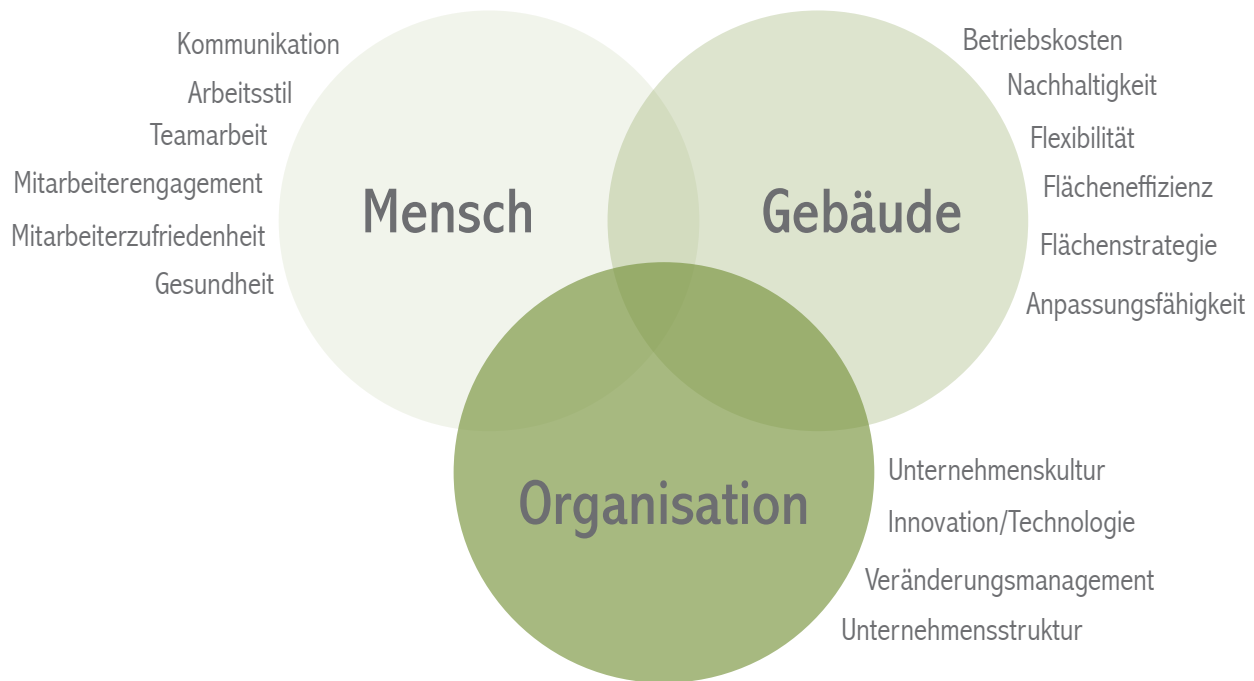 Kommunikation
Arbeitsstil
Teamarbeit
Mitarbeiterengagement
Mitarbeiterzufriedenheit
Gesundheit
Mensch
Gebäude
Betriebskosten
Nachhaltigkeit
Flexibilität
Flächeneffizienz
Flächenstrategie
Anpassungsfähigkeit
Organisation
Unternehmenskultur
Innovation/Technologie
Veränderungsmanagement
Unternehmensstruktur